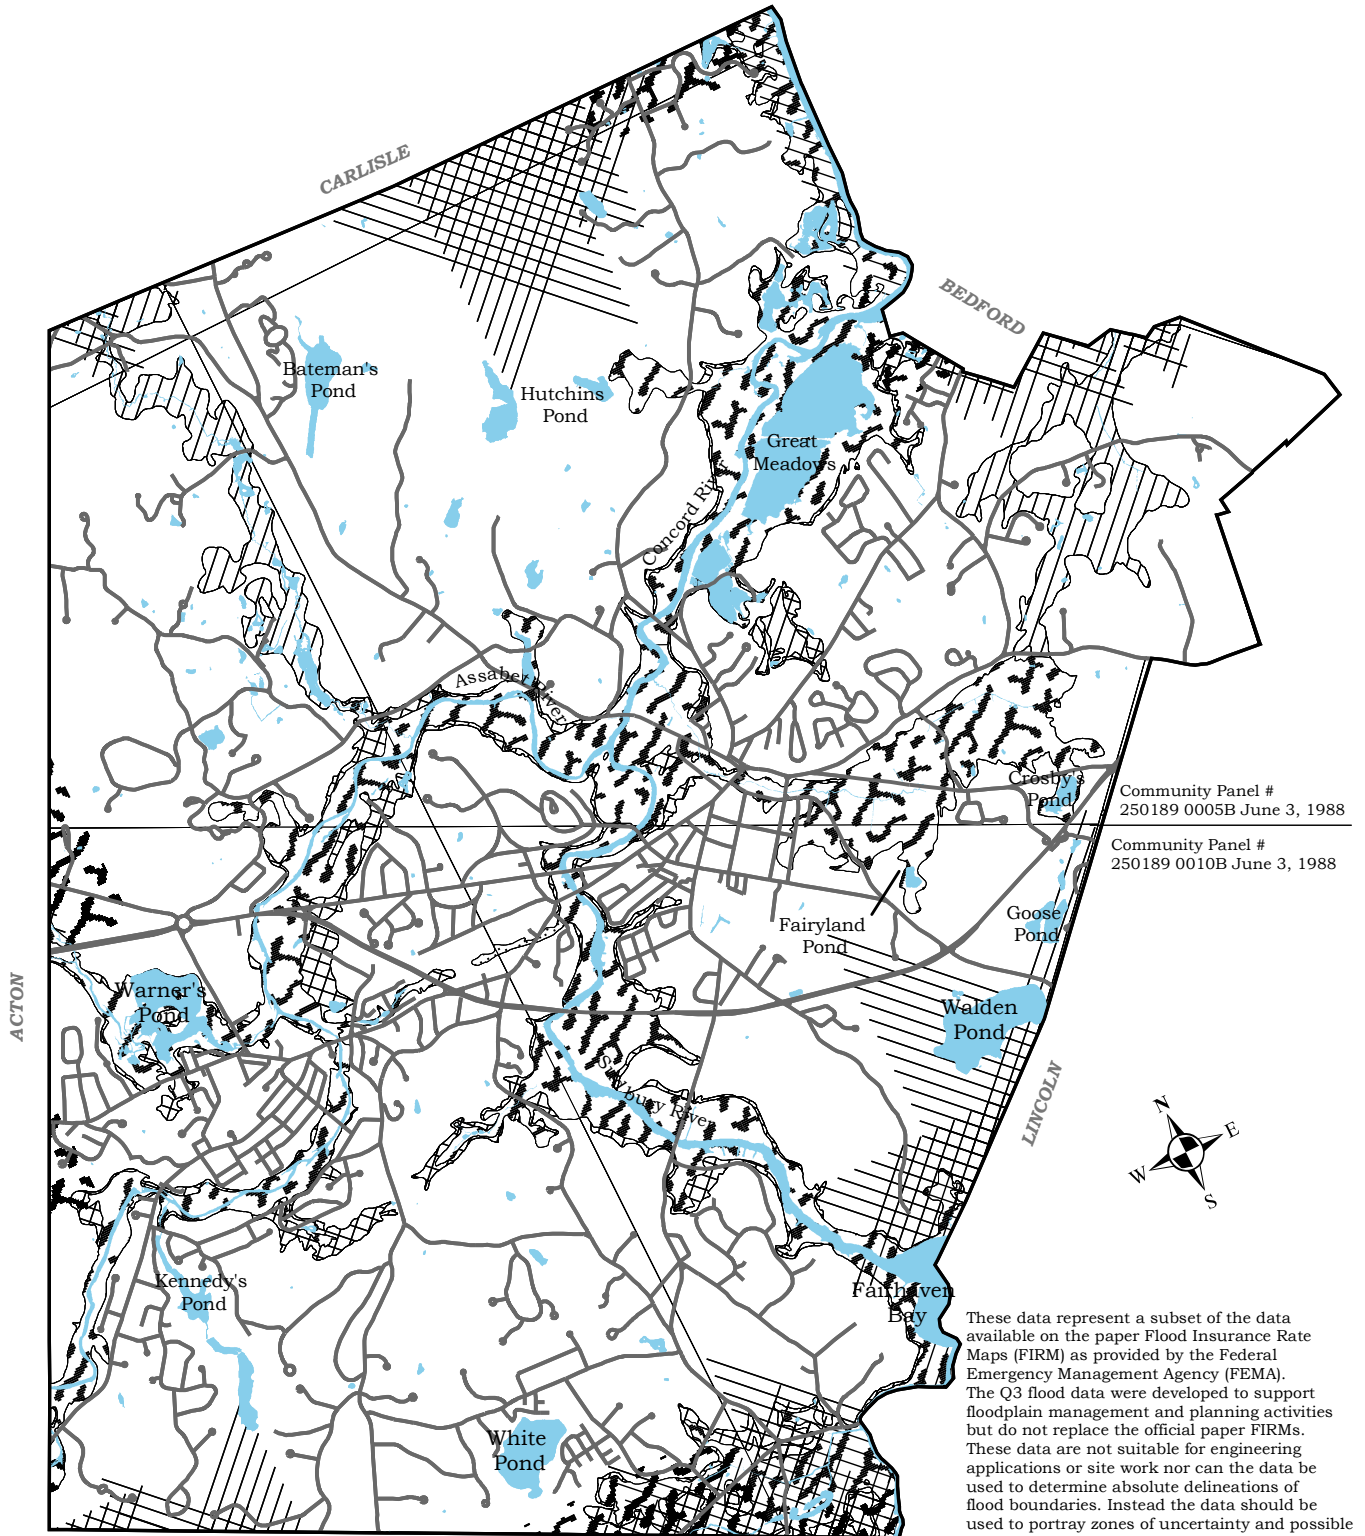 CARLISLE
BEDFORD
Bateman's
Pond
Hutchins
Pond
Great
Meadows
Concord River
Assabet River
Crosby's
Pond
Community Panel #
250189 0005B June 3, 1988
Community Panel #
250189 0010B June 3, 1988
Fairyland
Pond
Goose
Pond
ACTON
Warner's
Pond
Walden
Pond
LINCOLN
Sudbury River
N
E
W
S
Kennedy's
Pond
Fairhaven
Bay
White
Pond
These data represent a subset of the data
available on the paper Flood Insurance Rate
Maps (FIRM) as provided by the Federal
Emergency Management Agency (FEMA).
The Q3 flood data were developed to support
floodplain management and planning activities
but do not replace the official paper FIRMs.
These data are not suitable for engineering
applications or site work nor can the data be
used to determine absolute delineations of
flood boundaries. Instead the data should be
used to portray zones of uncertainty and possible